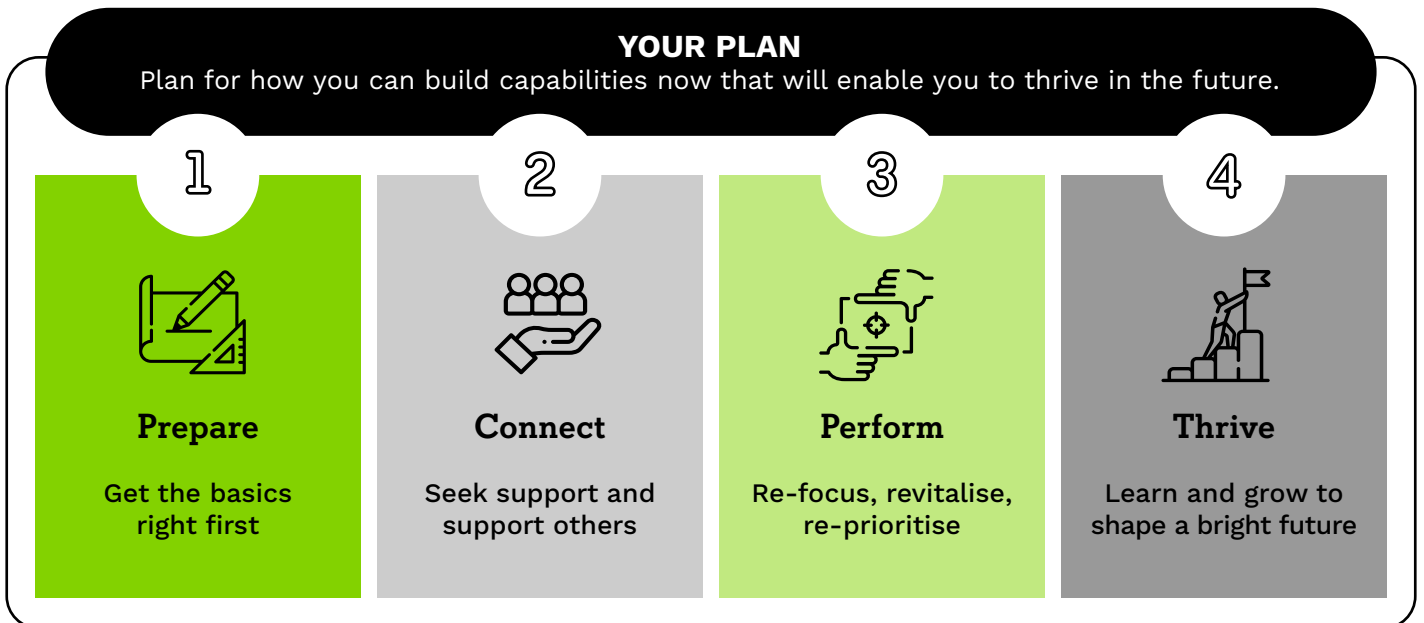 YOUR PLAN
Plan for how you can build capabilities now that will enable you to thrive in the future.
1
Prepare
Get the basics
right first
2
Connect
Seek support and
support others
3
Perform
Re-focus, revitalise,
re-prioritise
4
Thrive
Learn and grow to
shape a bright future